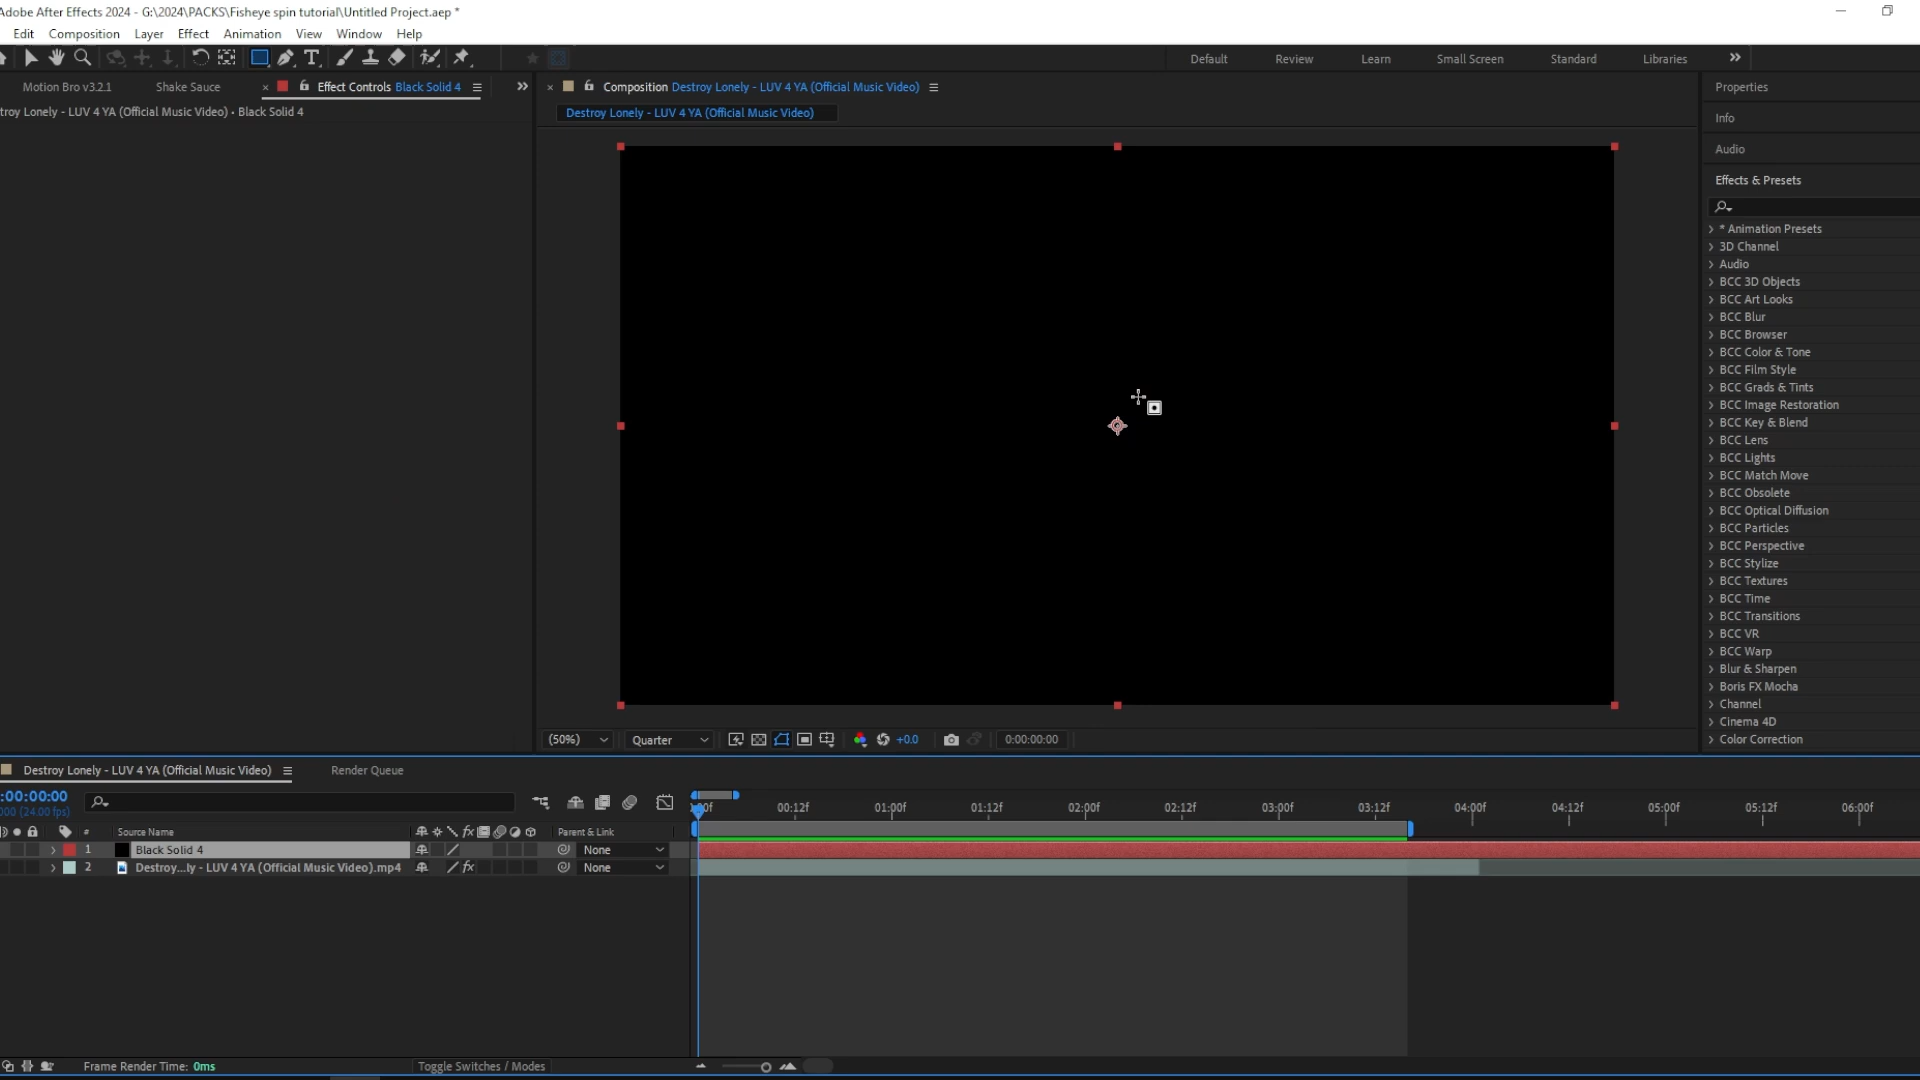 Adobe After Effects 2024 - G:\2024\PACKS\Fisheye spin tutorial\Untitled Project.aep *
Edit Composition Layer Effect Animation View Window Help
Default Review Learn Small Screen Standard Libraries
Motion Bro v3.2.1 Shake Sauce × Effect Controls Black Solid 4
troy Lonely - LUV 4 YA (Official Music Video) • Black Solid 4
× Composition Destroy Lonely - LUV 4 YA (Official Music Video)
Destroy Lonely - LUV 4 YA (Official Music Video)
Properties
Info
Audio
Effects & Presets
* Animation Presets
3D Channel
Audio
BCC 3D Objects
BCC Art Looks
BCC Blur
BCC Browser
BCC Color & Tone
BCC Film Style
BCC Grads & Tints
BCC Image Restoration
BCC Key & Blend
BCC Lens
BCC Lights
BCC Match Move
BCC Obsolete
BCC Optical Diffusion
BCC Particles
BCC Perspective
BCC Stylize
BCC Textures
BCC Time
BCC Transitions
BCC VR
BCC Warp
Blur & Sharpen
Boris FX Mocha
Channel
Cinema 4D
Color Correction
(50%) Quarter +0.0 0:00:00:00
Destroy Lonely - LUV 4 YA (Official Music Video) Render Queue
:00:00:00
000 (24.00 fps)
00f 00:12f 01:00f 01:12f 02:00f 02:12f 03:00f 03:12f 04:00f 04:12f 05:00f 05:12f 06:00f
# Source Name fx Parent & Link
1 Black Solid 4 None
2 Destroy...ly - LUV 4 YA (Official Music Video).mp4 fx None
Frame Render Time: 0ms Toggle Switches / Modes